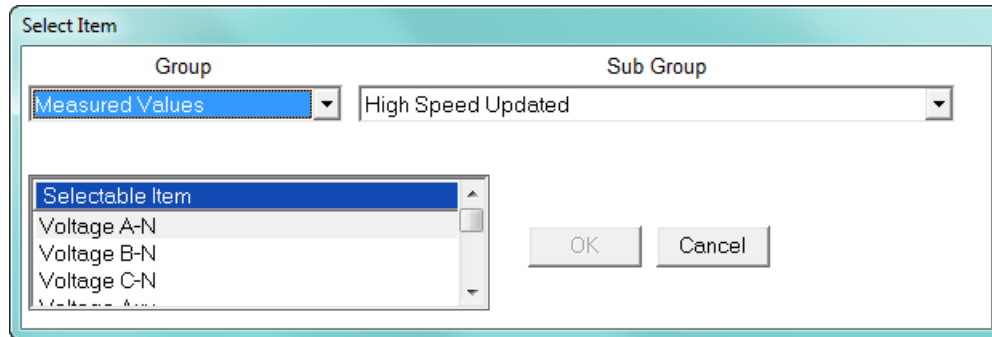 Select Item
Group
Sub Group
Measured Values
High Speed Updated
Selectable Item
Voltage A-N
Voltage B-N
Voltage C-N
OK
Cancel